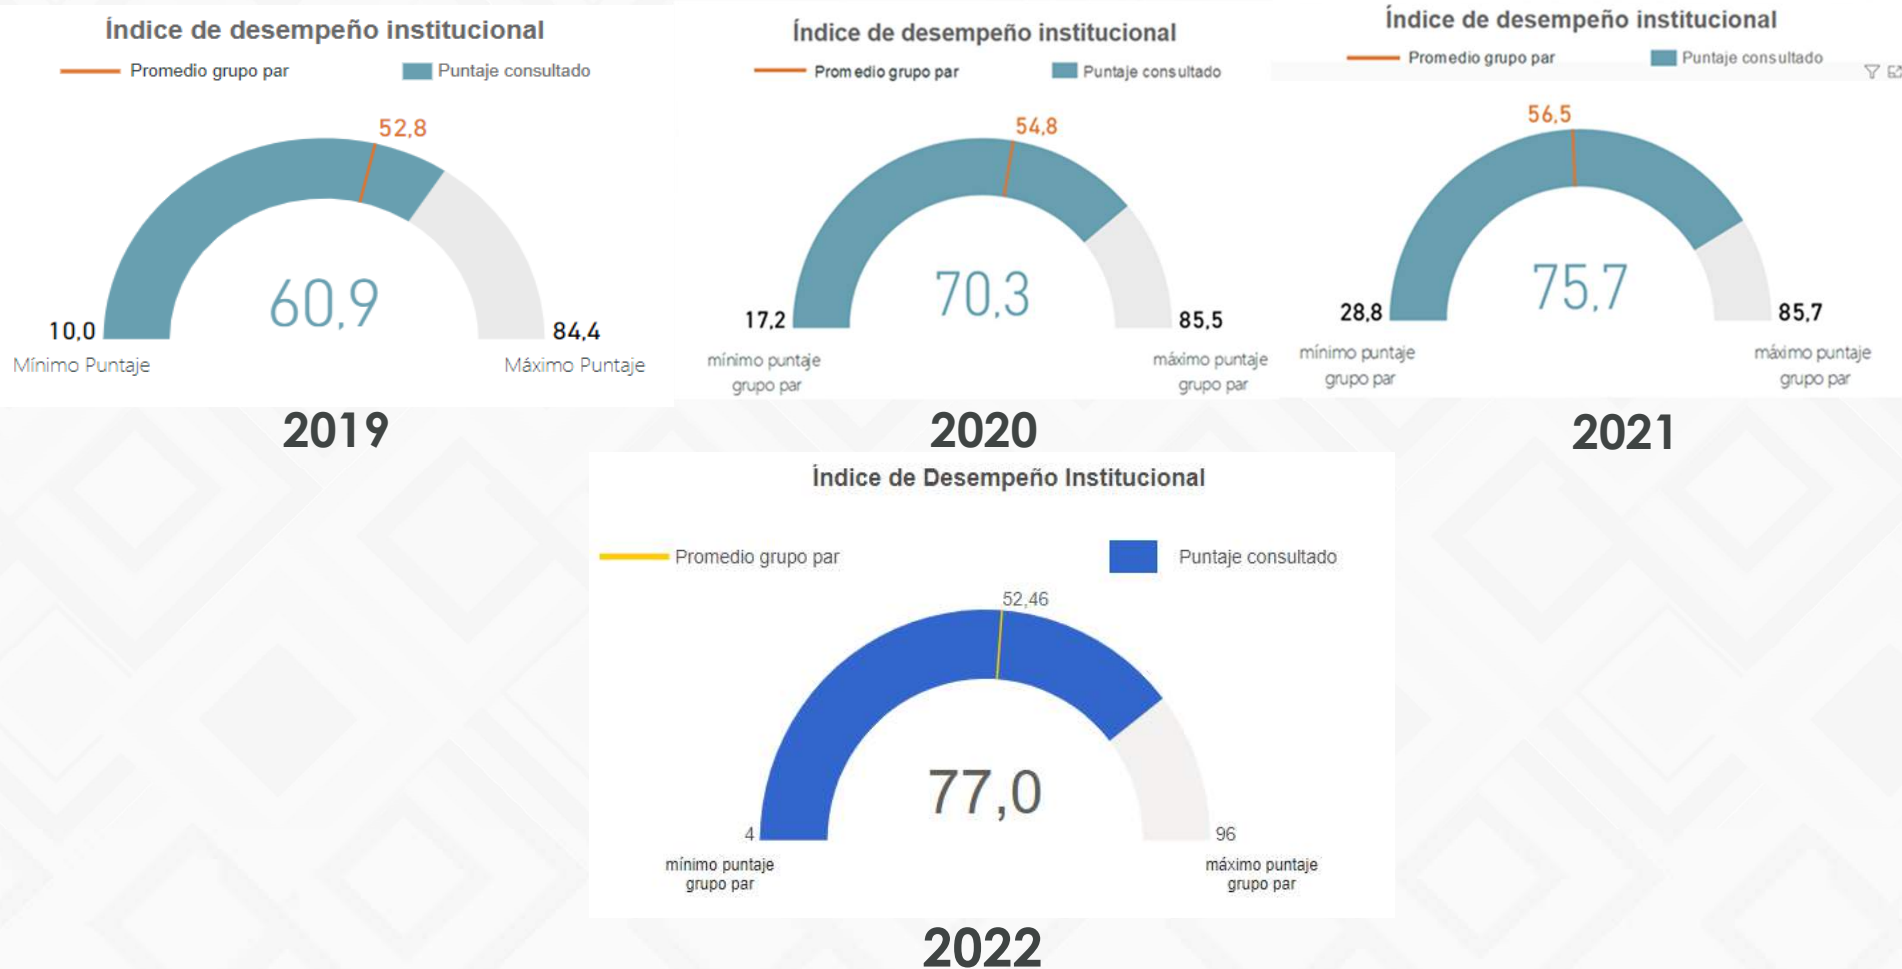 Índice de desempeño institucional
Promedio grupo par
Puntaje consultado
52,8
60,9
10,0
84,4
Mínimo Puntaje
Máximo Puntaje
2019
Índice de desempeño institucional
Promedio grupo par
Puntaje consultado
54,8
70,3
17,2
85,5
mínimo puntaje
grupo par
máximo puntaje
grupo par
2020
Índice de desempeño institucional
Promedio grupo par
Puntaje consultado
56,5
75,7
28,8
85,7
mínimo puntaje
grupo par
máximo puntaje
grupo par
2021
Índice de Desempeño Institucional
Promedio grupo par
Puntaje consultado
52,46
77,0
4
96
mínimo puntaje
grupo par
máximo puntaje
grupo par
2022